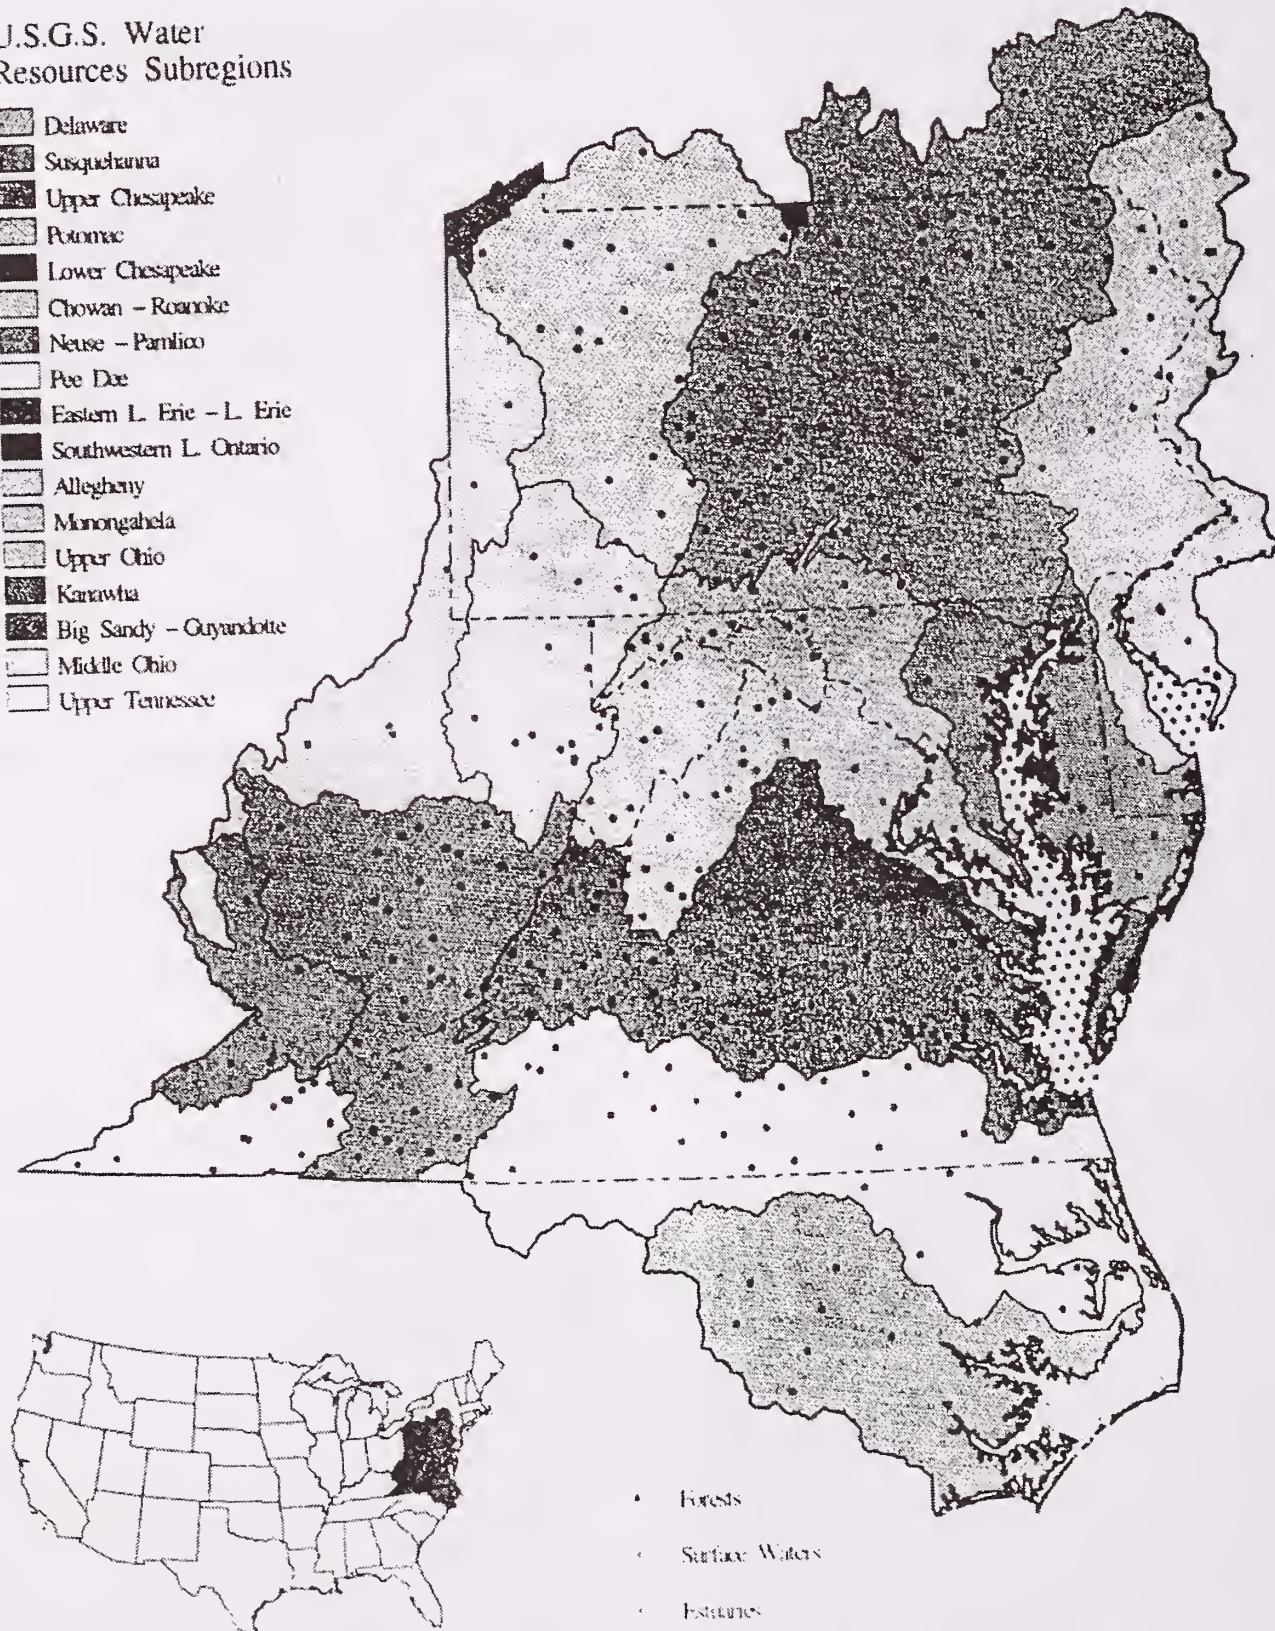 U.S.G.S. Water
Resources Subregions
Delaware
Susquehanna
Upper Chesapeake
Potomac
Lower Chesapeake
Chowan - Roanoke
Neuse - Pamlico
Pee Dee
Eastern L. Erie - L. Erie
Southwestern L. Ontario
Allegheny
Monongahela
Upper Ohio
Kanawha
Big Sandy - Guyandotte
Middle Ohio
Upper Tennessee
Forests
Surface Waters
Estuaries